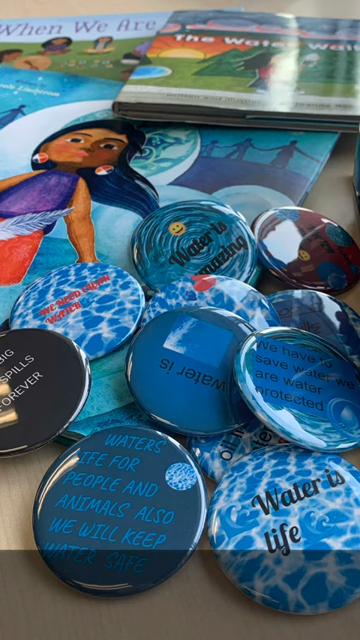 When We Are
The Water Wal
Water is
amazing
WE NEED CLEAN
WATER
BIG
SPILLS
FOREVER
water is
We have to
save water we
are water
protected
WATERS
LIFE FOR
PEOPLE AND
ANIMALS ALSO
WE WILL KEEP
WATER SAFE
Water is
life